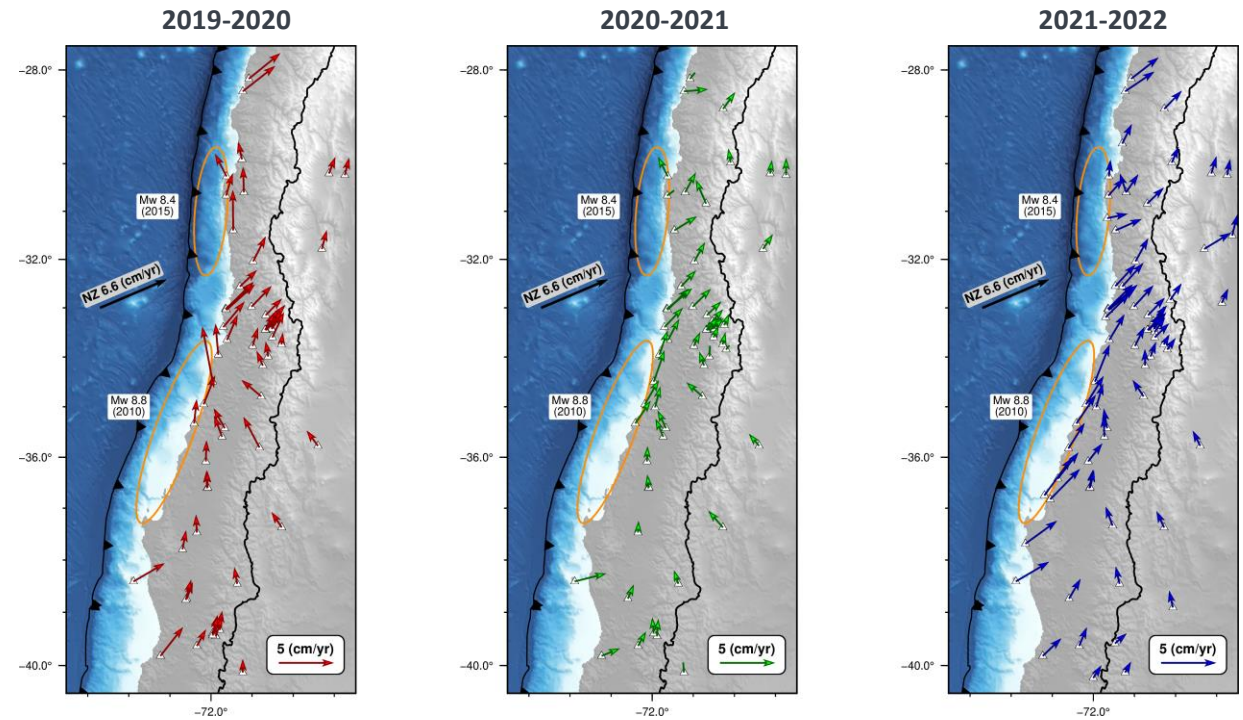 2019-2020
−28.0°
−32.0°
−36.0°
−40.0°
Mw 8.4
(2015)
NZ 6.6 (cm/yr)
Mw 8.8
(2010)
5 (cm/yr)
−72.0°
2020-2021
−28.0°
−32.0°
−36.0°
−40.0°
Mw 8.4
(2015)
NZ 6.6 (cm/yr)
Mw 8.8
(2010)
5 (cm/yr)
−72.0°
2021-2022
−28.0°
−32.0°
−36.0°
−40.0°
Mw 8.4
(2015)
NZ 6.6 (cm/yr)
Mw 8.8
(2010)
5 (cm/yr)
−72.0°